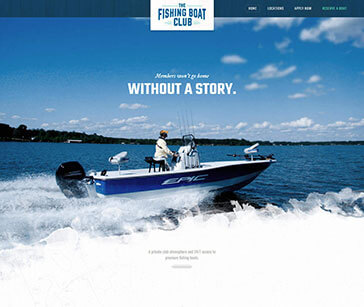 THE
FISHING BOAT
CLUB
HOME LOCATIONS APPLY NOW RESERVE A BOAT
Members won't go home
WITHOUT A STORY.
EPIC
A private club atmosphere and 24/7 access to
premium fishing boats.